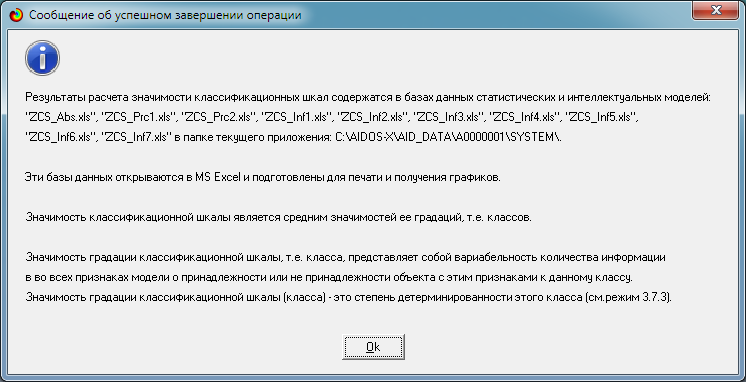 Сообщение об успешном завершении операции
Результаты расчета значимости классификационных шкал содержатся в базах данных статистических и интеллектуальных моделей:
"ZCS_Abs.xls", "ZCS_Prc1.xls", "ZCS_Prc2.xls", "ZCS_Inf1.xls", "ZCS_Inf2.xls", "ZCS_Inf3.xls", "ZCS_Inf4.xls", "ZCS_Inf5.xls",
"ZCS_Inf6.xls", "ZCS_Inf7.xls" в папке текущего приложения: C:\AIDOS-X\AID_DATA\A0000001\SYSTEM\.
Эти базы данных открываются в MS Excel и подготовлены для печати и получения графиков.
Значимость классификационной шкалы является средним значимостей ее градаций, т.е. классов.
Значимость градации классификационной шкалы, т.е. класса, представляет собой вариабельность количества информации
в во всех признаках модели о принадлежности или не принадлежности объекта с этим признаками к данному классу.
Значимость градации классификационной шкалы (класса) - это степень детерминированности этого класса (см.режим 3.7.3).
Ok